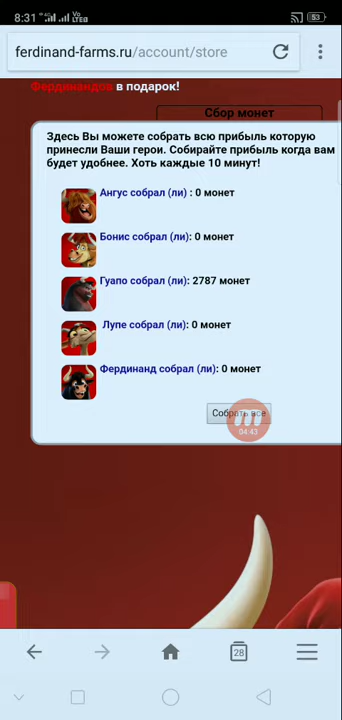 8:31 4G Vo LTE 53
ferdinand-farms.ru/account/store
Фердинандов в подарок!
Сбор монет
Здесь Вы можете собрать всю прибыль которую
принесли Ваши герои. Собирайте прибыль когда вам
будет удобнее. Хоть каждые 10 минут!
Ангус собрал (ли) : 0 монет
Бонис собрал (ли): 0 монет
Гуапо собрал (ли): 2787 монет
Лупе собрал (ли): 0 монет
Фердинанд собрал (ли): 0 монет
Собрать все
04:43
28